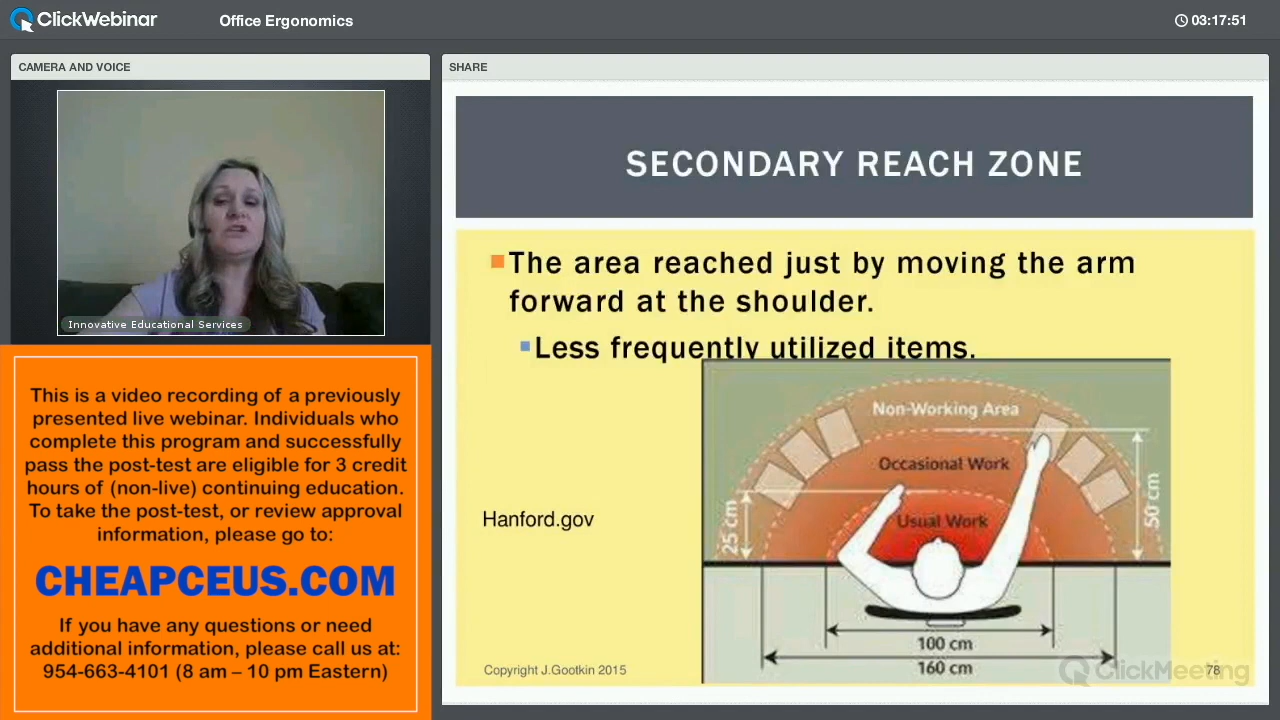 ClickWebinar
Office Ergonomics
03:17:51
CAMERA AND VOICE
Innovative Educational Services
This is a video recording of a previously
presented live webinar. Individuals who
complete this program and successfully
pass the post-test are eligible for 3 credit
hours of (non-live) continuing education.
To take the post-test, or review approval
information, please go to:
CHEAPCEUS.COM
If you have any questions or need
additional information, please call us at:
954-663-4101 (8 am – 10 pm Eastern)
SHARE
SECONDARY REACH ZONE
The area reached just by moving the arm
forward at the shoulder.
Less frequently utilized items.
Hanford.gov
Non-Working Area
Occasional Work
Usual Work
25 cm
50 cm
100 cm
160 cm
Copyright J.Gootkin 2015
ClickMeeting
78